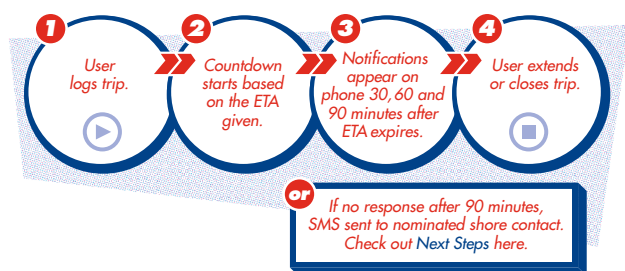 1
User
logs trip.
2
Countdown
starts based
on the ETA
given.
3
Notifications
appear on
phone 30, 60 and
90 minutes after
ETA expires.
4
User extends
or closes trip.
or
If no response after 90 minutes,
SMS sent to nominated shore contact.
Check out Next Steps here.